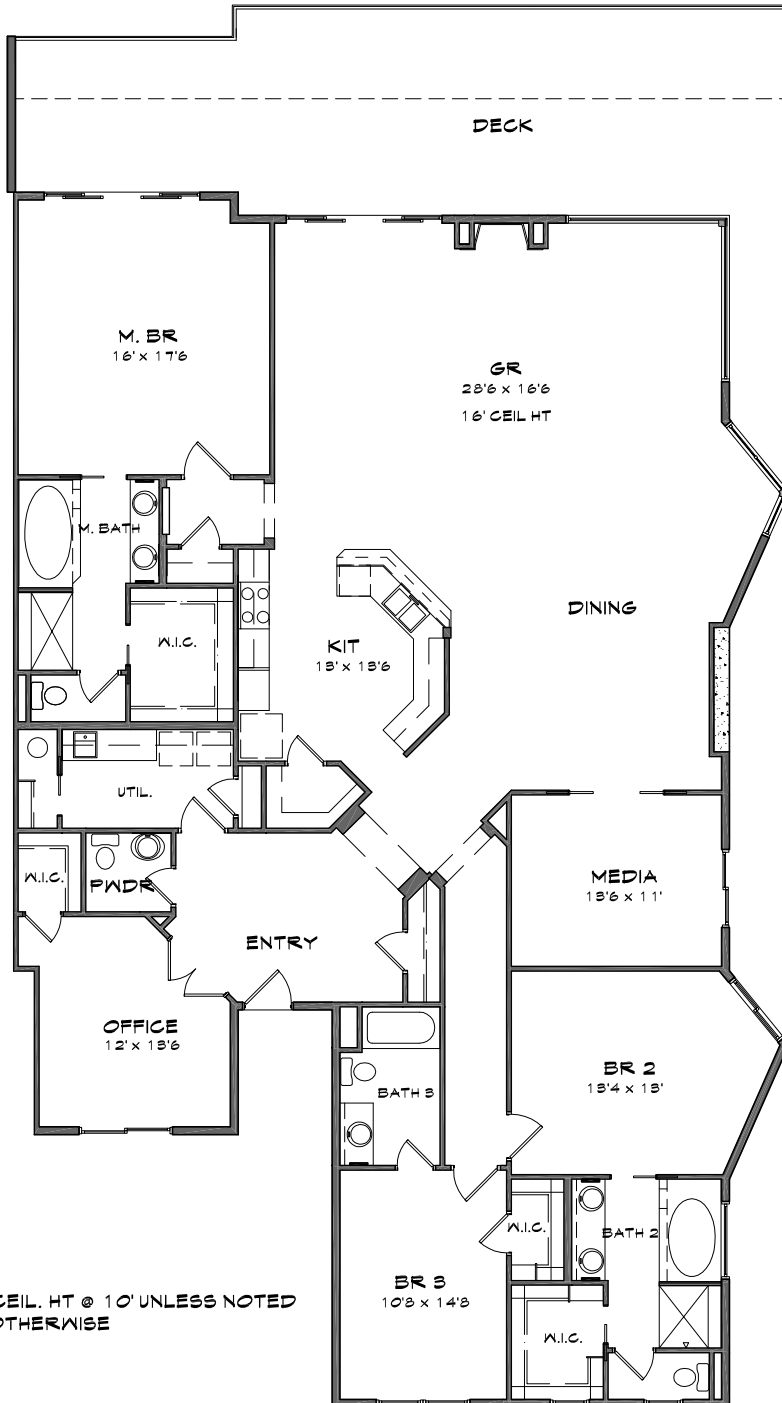 DECK
M. BR
16' x 17'6
GR
28'6 x 16'6
16' CEIL HT
M. BATH
DINING
W.I.C.
KIT
13' x 13'6
UTIL.
W.I.C.
PWDR
MEDIA
13'6 x 11'
ENTRY
OFFICE
12' x 13'6
BR 2
13'4 x 13'
BATH 3
W.I.C.
BATH 2
BR 3
10'8 x 14'8
CEIL. HT @ 10' UNLESS NOTED
OTHERWISE
W.I.C.